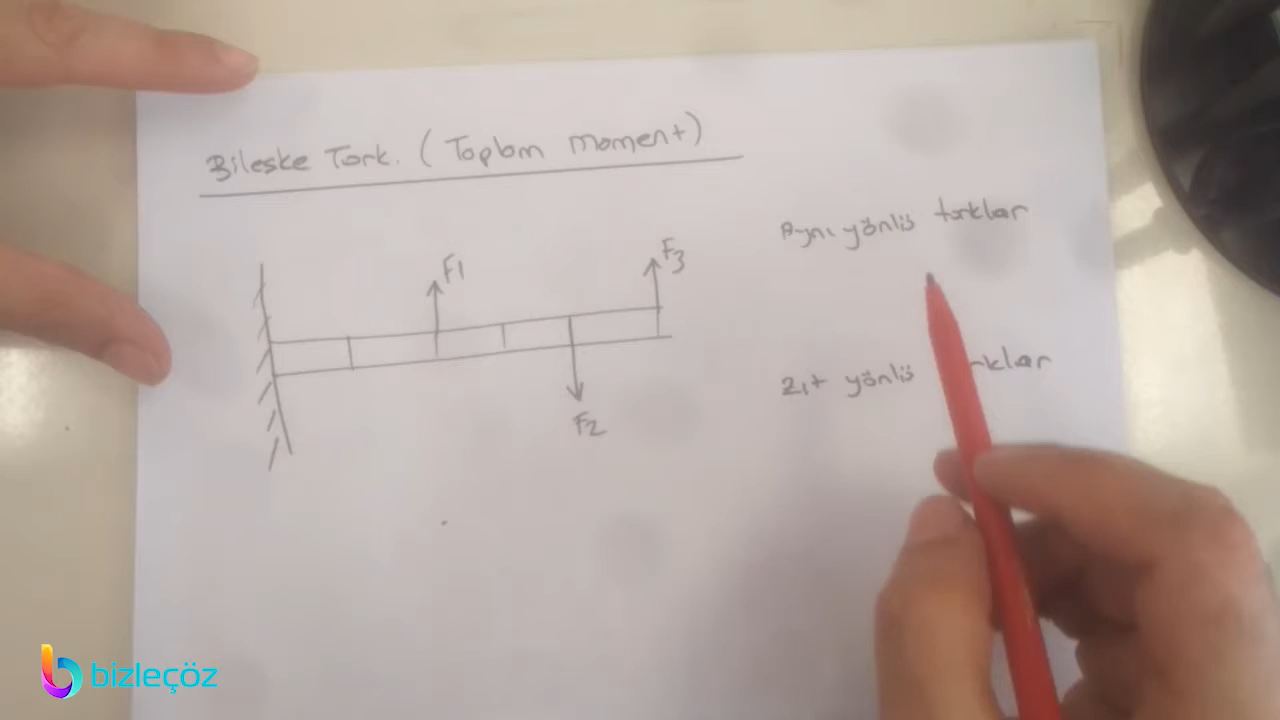 Bileske Tork. (Toplam moment)
F1
F3
F2
Aynı yönlü torklar
Zıt yönlü
bizleçöz